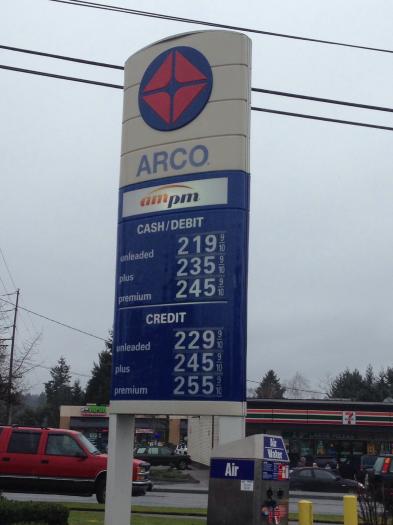 ARCO
ampm
CASH/DEBIT
unleaded 219 9/10
plus 235 9/10
premium 245 9/10
CREDIT
unleaded 229 9/10
plus 245 9/10
premium 255 9/10
7
Air
Water
Air